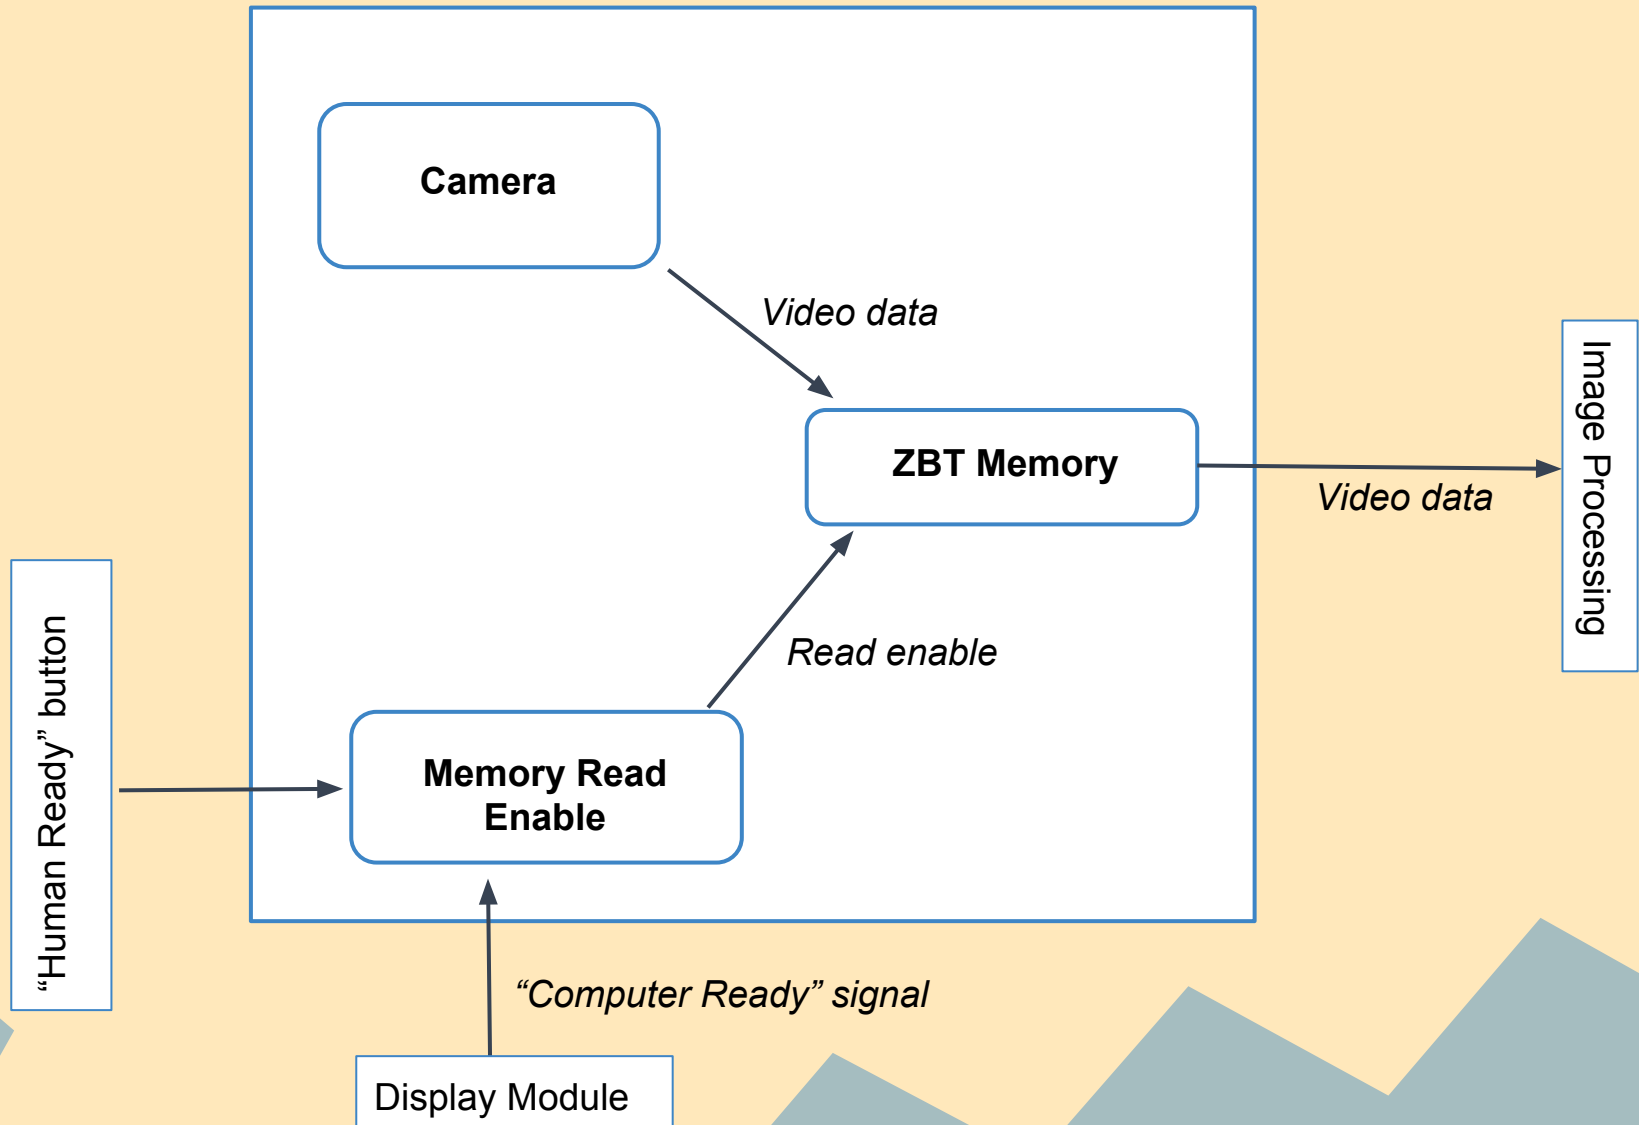 Camera
Video data
ZBT Memory
Video data
Image Processing
Read enable
“Human Ready” button
Memory Read
Enable
“Computer Ready” signal
Display Module